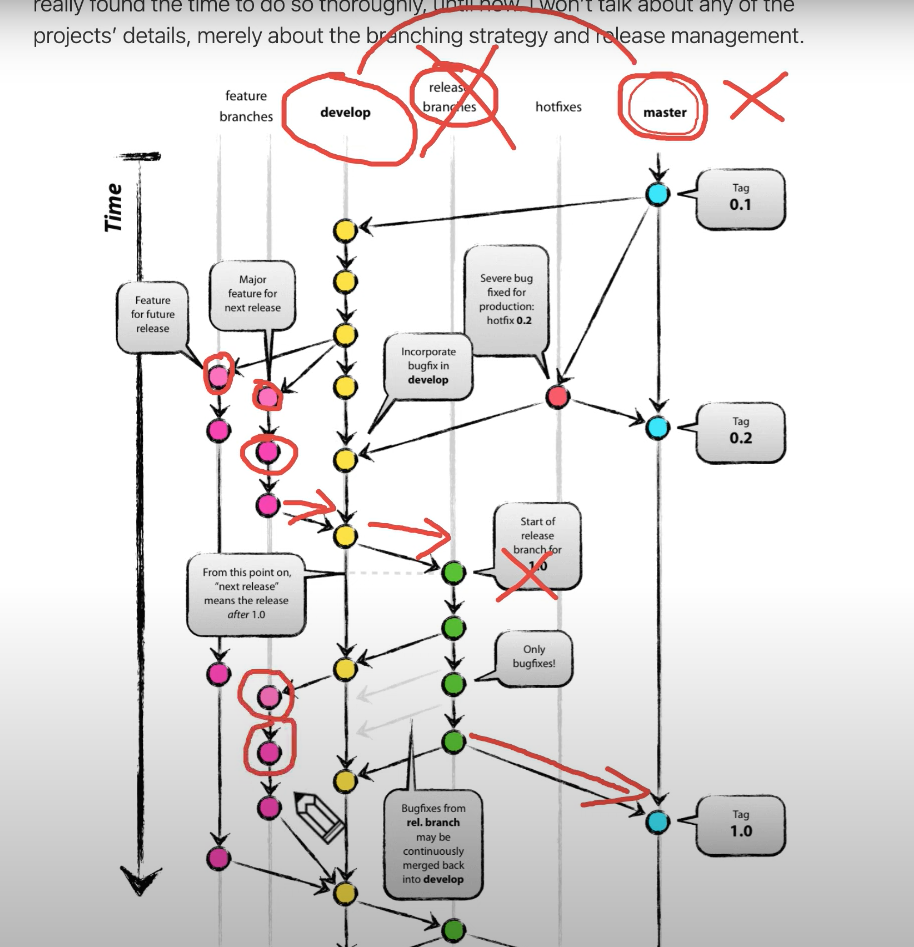 really found the time to do so thoroughly, until now. I won't talk about any of the
projects' details, merely about the branching strategy and release management.
feature
branches
develop
release
branches
hotfixes
master
Time
Tag
0.1
Major
feature for
next release
Feature
for future
release
Severe bug
fixed for
production:
hotfix 0.2
Incorporate
bugfix in
develop
Tag
0.2
Start of
release
branch for
1.0
From this point on,
“next release”
means the release
after 1.0
Only
bugfixes!
Bugfixes from
rel. branch
may be
continuously
merged back
into develop
Tag
1.0